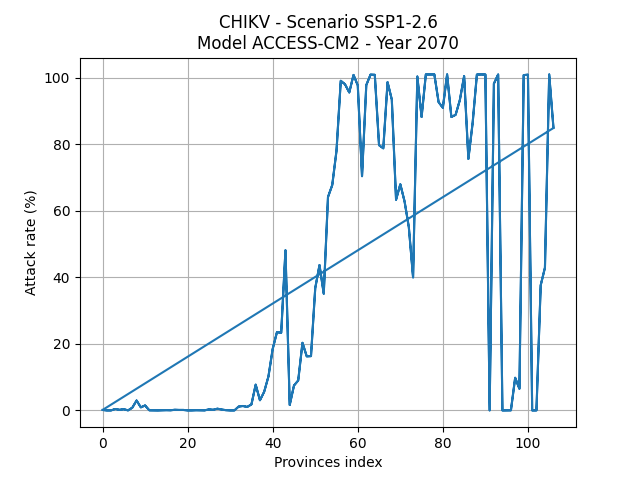 CHIKV - Scenario SSP1-2.6
Model ACCESS-CM2 - Year 2070
Attack rate (%)
100
80
60
40
20
0
0 20 40 60 80 100
Provinces index